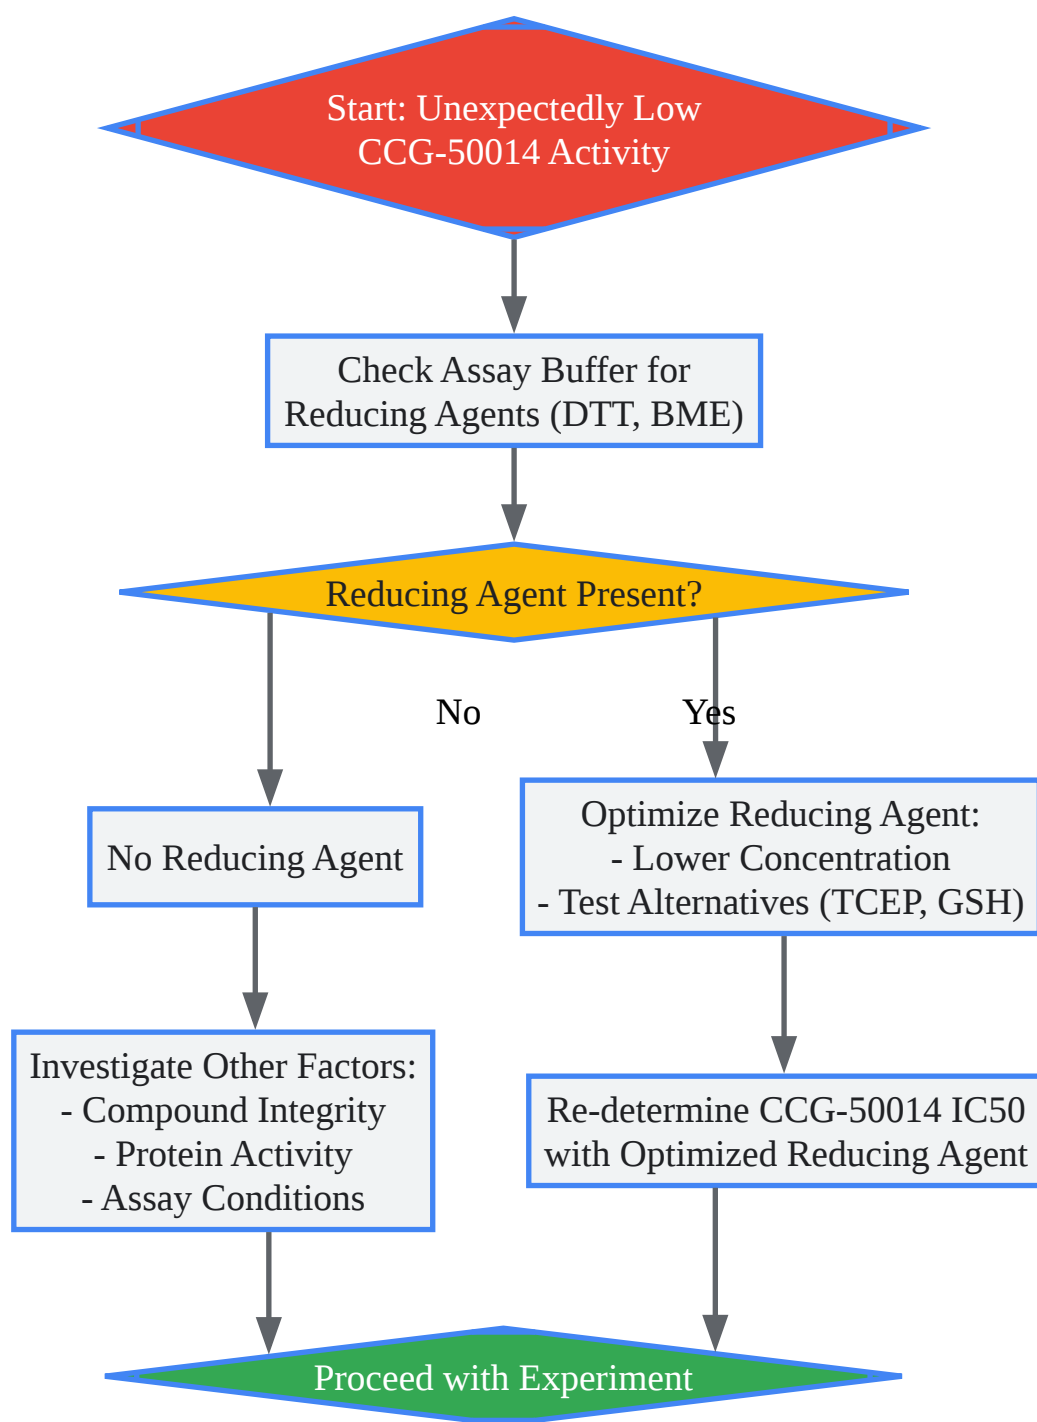 Start: Unexpectedly Low
CCG-50014 Activity
Check Assay Buffer for
Reducing Agents (DTT, BME)
Reducing Agent Present?
No
Yes
No Reducing Agent
Optimize Reducing Agent:
- Lower Concentration
- Test Alternatives (TCEP, GSH)
Investigate Other Factors:
- Compound Integrity
- Protein Activity
- Assay Conditions
Re-determine CCG-50014 IC50
with Optimized Reducing Agent
Proceed with Experiment